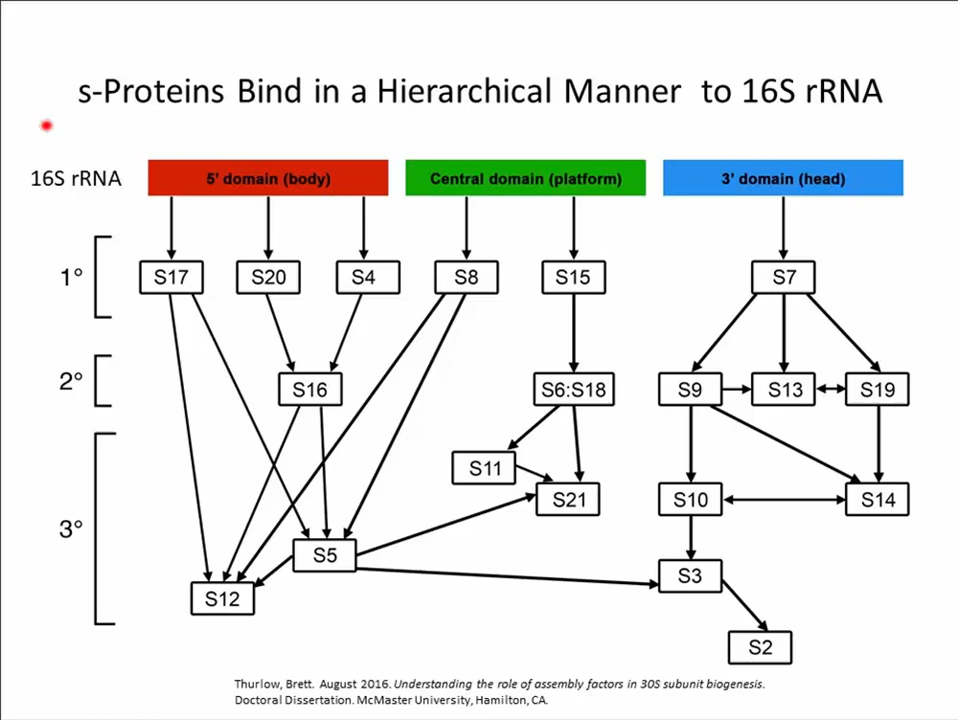 s-Proteins Bind in a Hierarchical Manner to 16S rRNA
16S rRNA
5' domain (body)
Central domain (platform)
3' domain (head)
1°
S17
S20
S4
S8
S15
S7
2°
S16
S6:S18
S9
S13
S19
3°
S11
S21
S10
S14
S5
S3
S12
S2
Thurlow, Brett. August 2016. Understanding the role of assembly factors in 30S subunit biogenesis.
Doctoral Dissertation. McMaster University, Hamilton, CA.